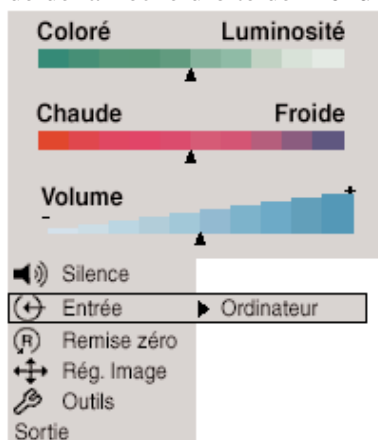 Coloré Luminosité
Chaude Froide
Volume
- +
Silence
Entrée ▶ Ordinateur
R Remise zéro
Rég. Image
Outils
Sortie